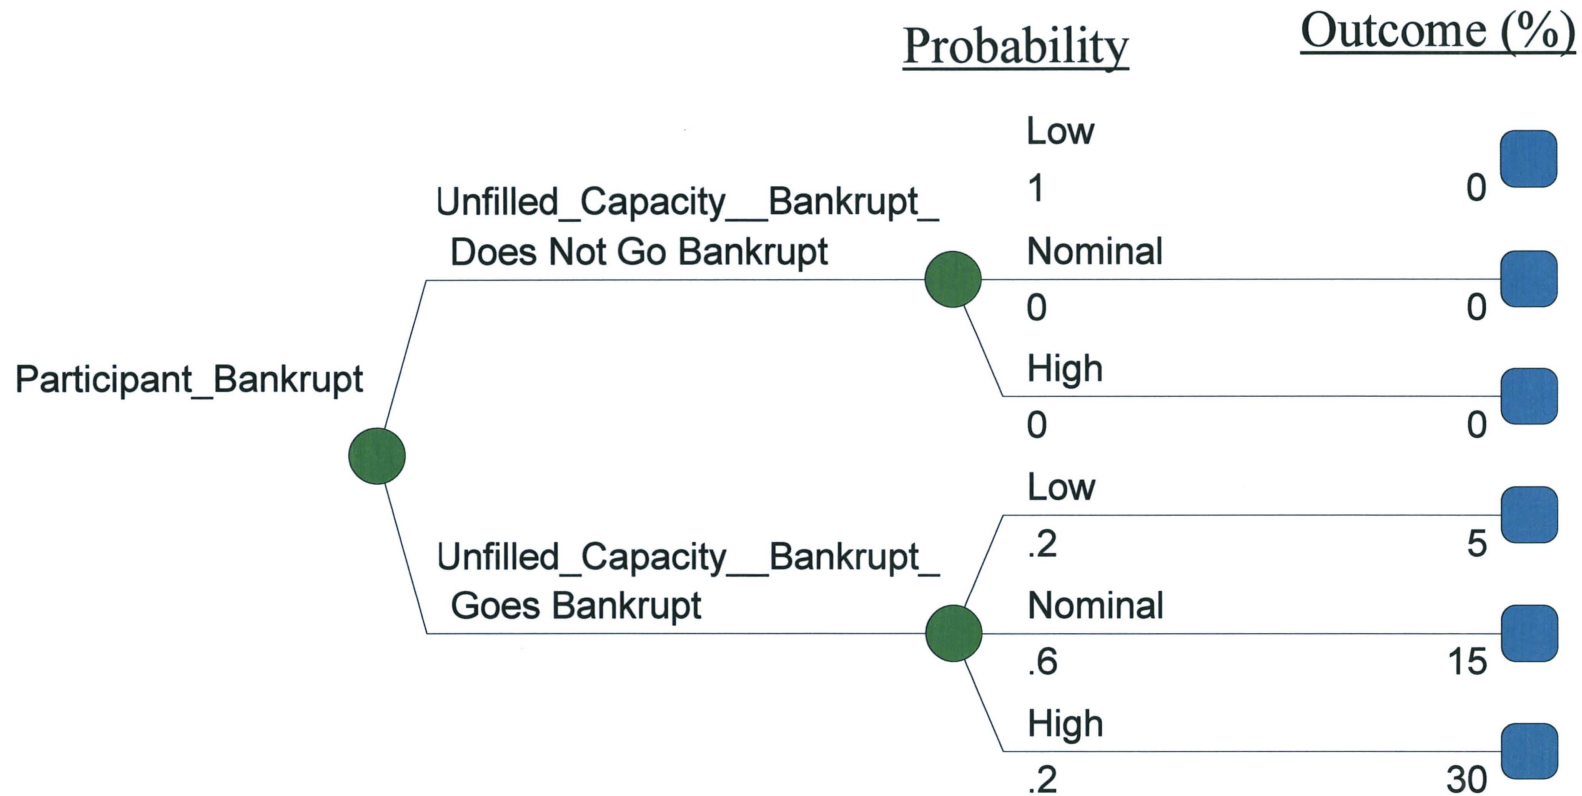 Probability
Outcome (%)
Low
1
0
Unfilled_Capacity__Bankrupt_
Does Not Go Bankrupt
Nominal
0
0
High
0
0
Participant_Bankrupt
Low
.2
5
Unfilled_Capacity__Bankrupt_
Goes Bankrupt
Nominal
.6
15
High
.2
30